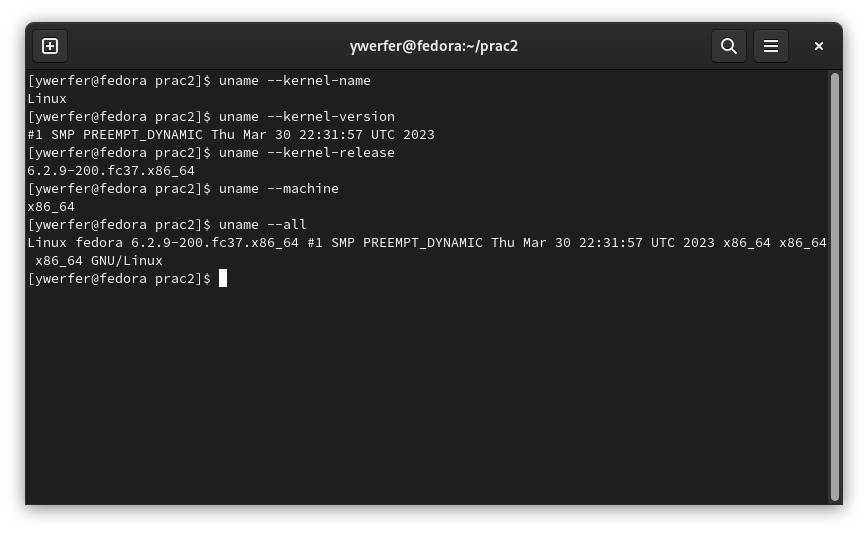 ywerfer@fedora:~/prac2
[ywerfer@fedora prac2]$ uname --kernel-name
Linux
[ywerfer@fedora prac2]$ uname --kernel-version
#1 SMP PREEMPT_DYNAMIC Thu Mar 30 22:31:57 UTC 2023
[ywerfer@fedora prac2]$ uname --kernel-release
6.2.9-200.fc37.x86_64
[ywerfer@fedora prac2]$ uname --machine
x86_64
[ywerfer@fedora prac2]$ uname --all
Linux fedora 6.2.9-200.fc37.x86_64 #1 SMP PREEMPT_DYNAMIC Thu Mar 30 22:31:57 UTC 2023 x86_64 x86_64
 x86_64 GNU/Linux
[ywerfer@fedora prac2]$